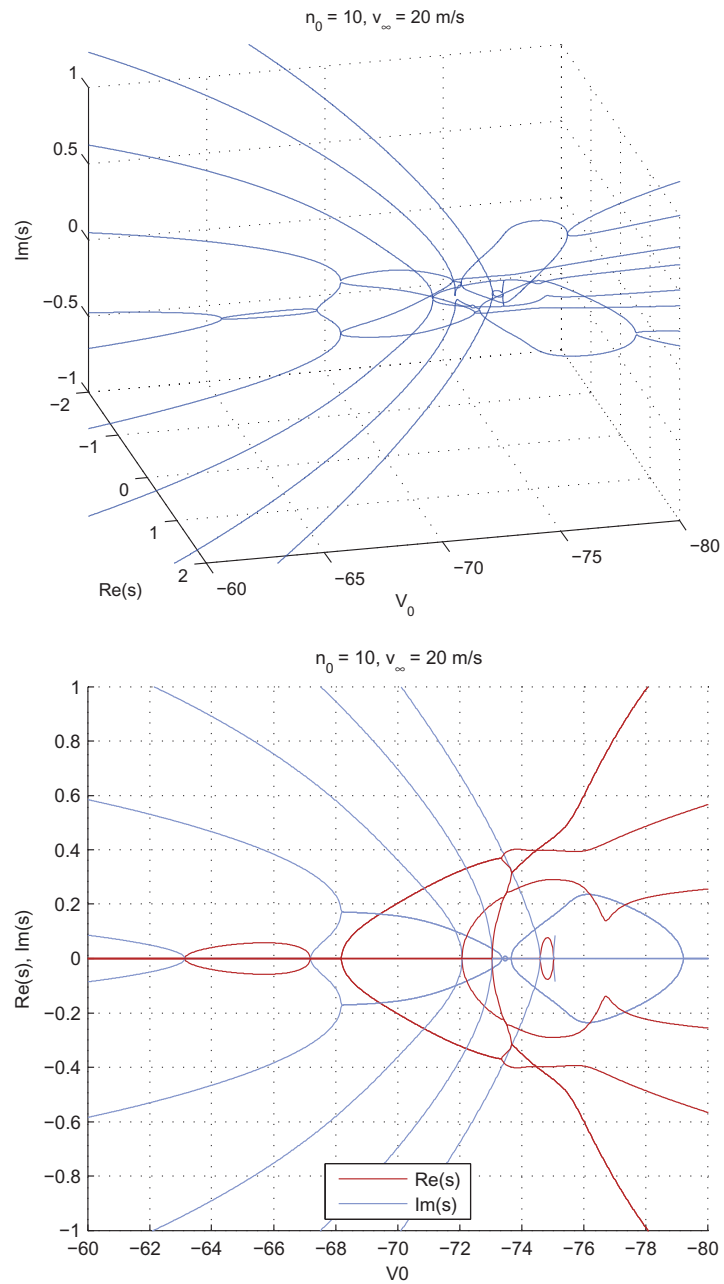 n₀ = 10, v∞ = 20 m/s
1
0.5
0
−0.5
−1
Im(s)
−2
−1
0
1
2
Re(s)
−60
−65
−70
−75
−80
V₀
n₀ = 10, v∞ = 20 m/s
1
0.8
0.6
0.4
0.2
0
−0.2
−0.4
−0.6
−0.8
−1
Re(s), Im(s)
Re(s)
Im(s)
−60 −62 −64 −66 −68 −70 −72 −74 −76 −78 −80
V0